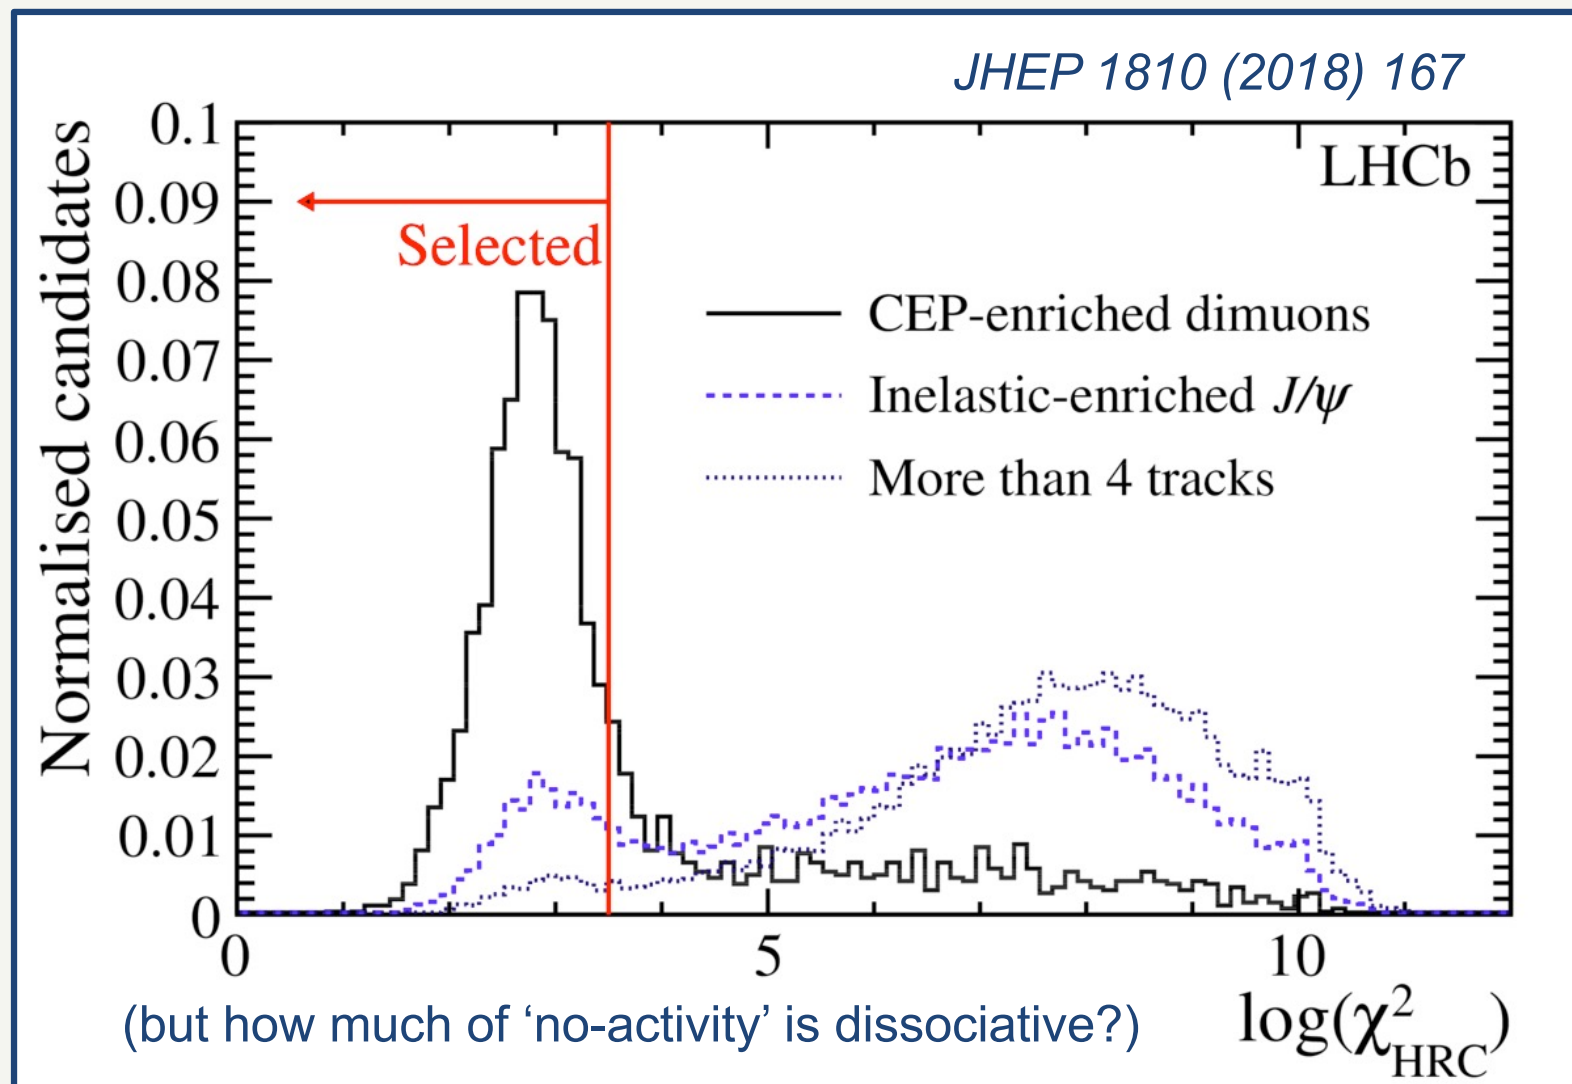 JHEP 1810 (2018) 167
Normalised candidates
0.1
0.09
0.08
0.07
0.06
0.05
0.04
0.03
0.02
0.01
0
LHCb
Selected
CEP-enriched dimuons
Inelastic-enriched J/ψ
More than 4 tracks
0 5 10
(but how much of ‘no-activity’ is dissociative?)
log(χ²HRC)